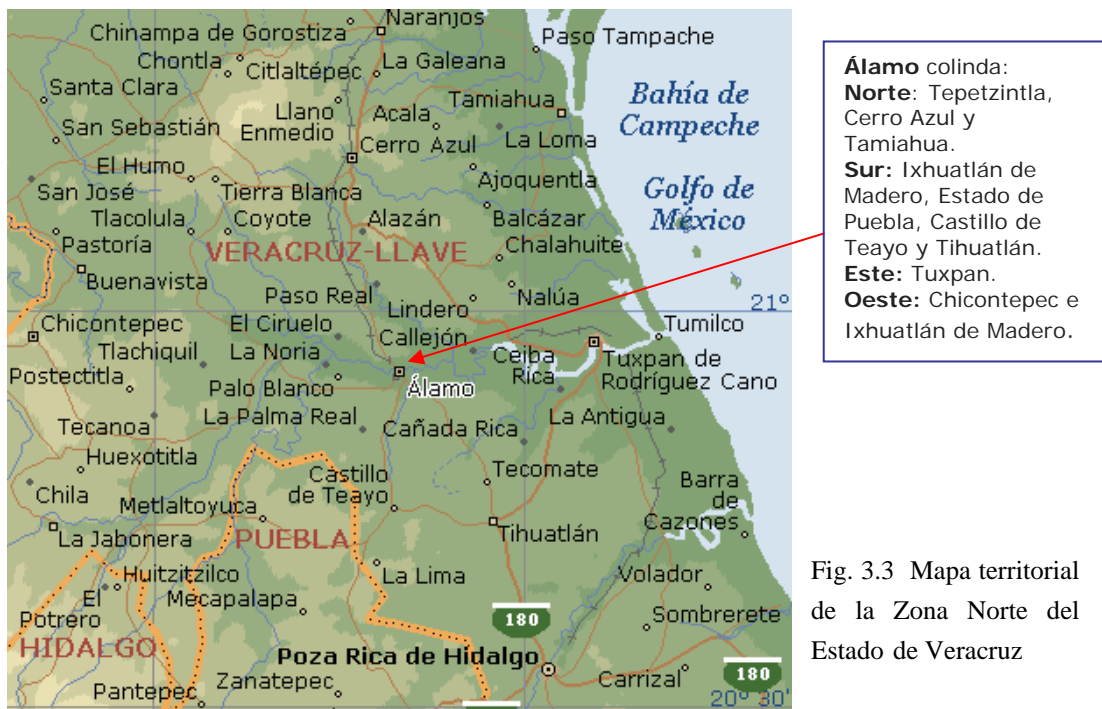 Naranjos
Chinampa de Gorostiza
Paso Tampache
Chontla
Citlaltépec
La Galeana
Santa Clara
Llano
Enmedio
Acala
Tamiahua
Bahía de
Campeche
San Sebastián
Cerro Azul
La Loma
El Humo
Ajoquentla
San José
Tierra Blanca
Golfo de
México
Tlacolula
Coyote
Alazán
Balcázar
Pastoría
VERACRUZ-LLAVE
Chalahuite
Buenavista
Paso Real
Lindero
Nalúa
21°
Chicontepec
El Ciruelo
Callejón
Tumilco
Tlachiquil
La Noria
Ceiba
Rica
Tuxpan de
Rodríguez Cano
Postectitla
Palo Blanco
Álamo
Tecanoa
La Palma Real
Cañada Rica
La Antigua
Huexotitla
Castillo
de Teayo
Tecomate
Barra
de
Cazones
Chila
Metlaltoyuca
La Jabonera
PUEBLA
Tihuatlán
Huitzitzilco
La Lima
Volador
El
Potrero
Mecapalapa
180
Sombrerete
HIDALGO
Poza Rica de Hidalgo
Carrizal
180
Pantepec
Zanatepec
20° 30'
Álamo colinda:
Norte: Tepetzintla,
Cerro Azul y
Tamiahua.
Sur: Ixhuatlán de
Madero, Estado de
Puebla, Castillo de
Teayo y Tihuatlán.
Este: Tuxpan.
Oeste: Chicontepec e
Ixhuatlán de Madero.
Fig. 3.3 Mapa territorial
de la Zona Norte del
Estado de Veracruz